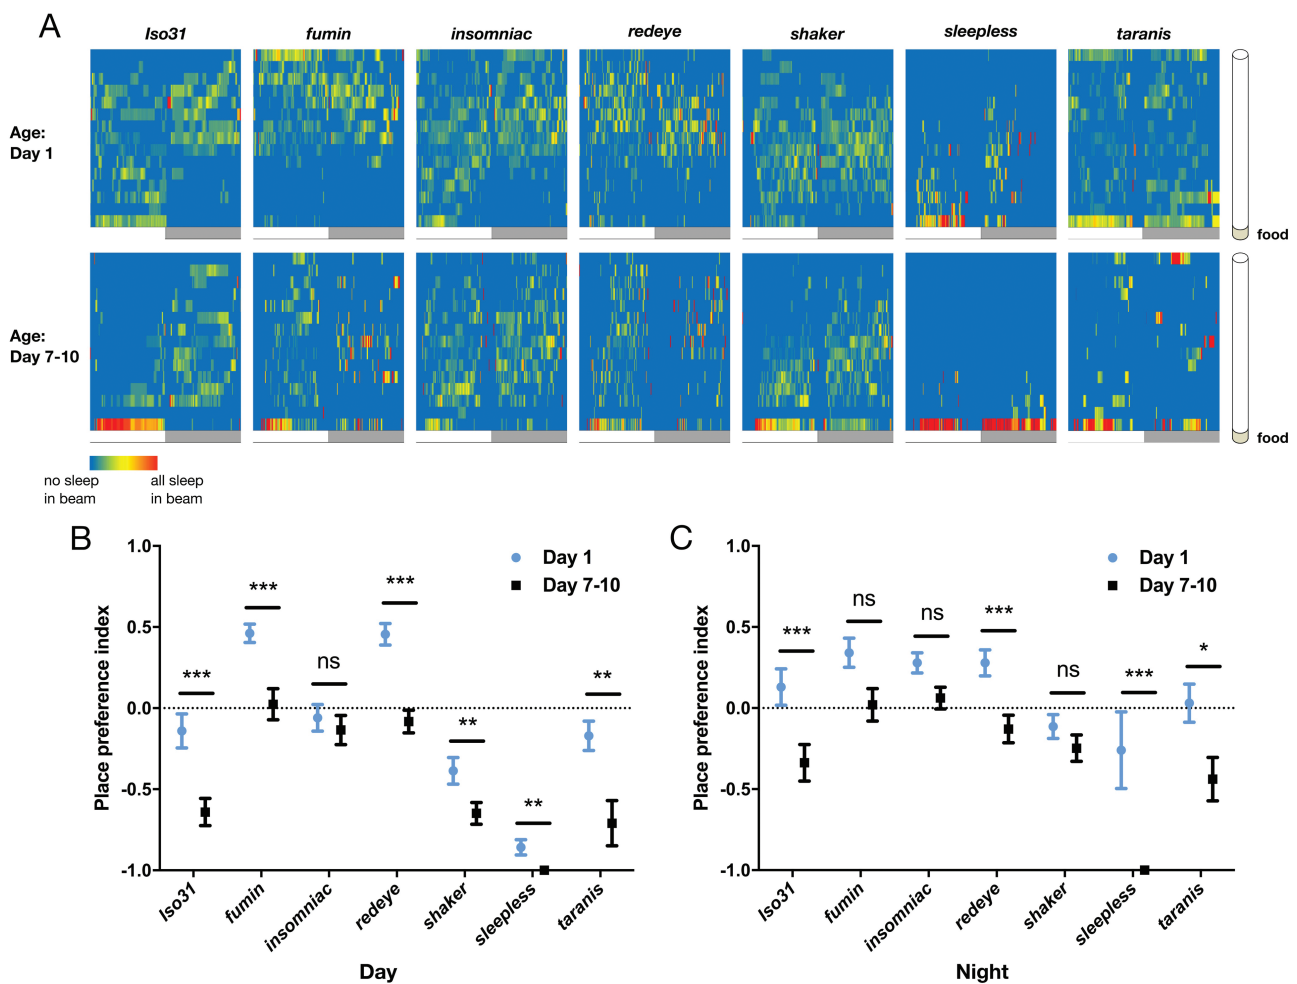 A
Iso31 fumin insomniac redeye shaker sleepless taranis
Age:
Day 1
food
Age:
Day 7-10
food
no sleep
in beam
all sleep
in beam
B
Place preference index
1.0
0.5
0.0
-0.5
-1.0
Day 1
Day 7-10
*** *** ns *** ** ** **
Iso31 fumin insomniac redeye shaker sleepless taranis
Day
C
Place preference index
1.0
0.5
0.0
-0.5
-1.0
Day 1
Day 7-10
*** ns ns *** ns *** *
Iso31 fumin insomniac redeye shaker sleepless taranis
Night